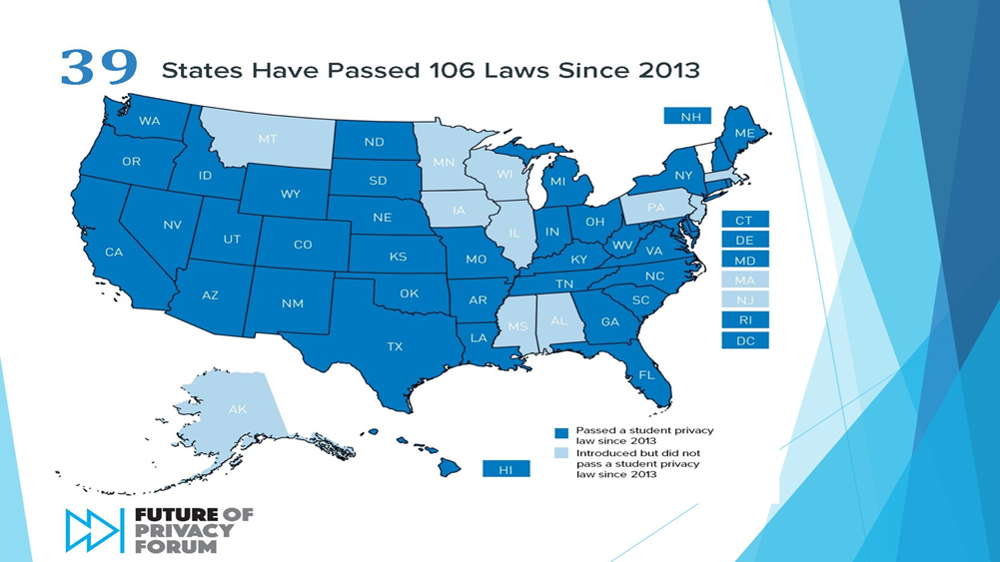 39 States Have Passed 106 Laws Since 2013
NH
WA
MT
ND
MN
ME
OR
ID
SD
WI
MI
NY
WY
IA
PA
NV
NE
IL
IN
OH
CT
UT
CO
KS
MO
WV
VA
DE
CA
KY
MD
AZ
NM
OK
AR
TN
NC
MA
SC
NJ
MS
AL
GA
RI
TX
LA
DC
FL
AK
HI
Passed a student privacy
law since 2013
Introduced but did not
pass a student privacy
law since 2013
FUTURE OF
PRIVACY
FORUM